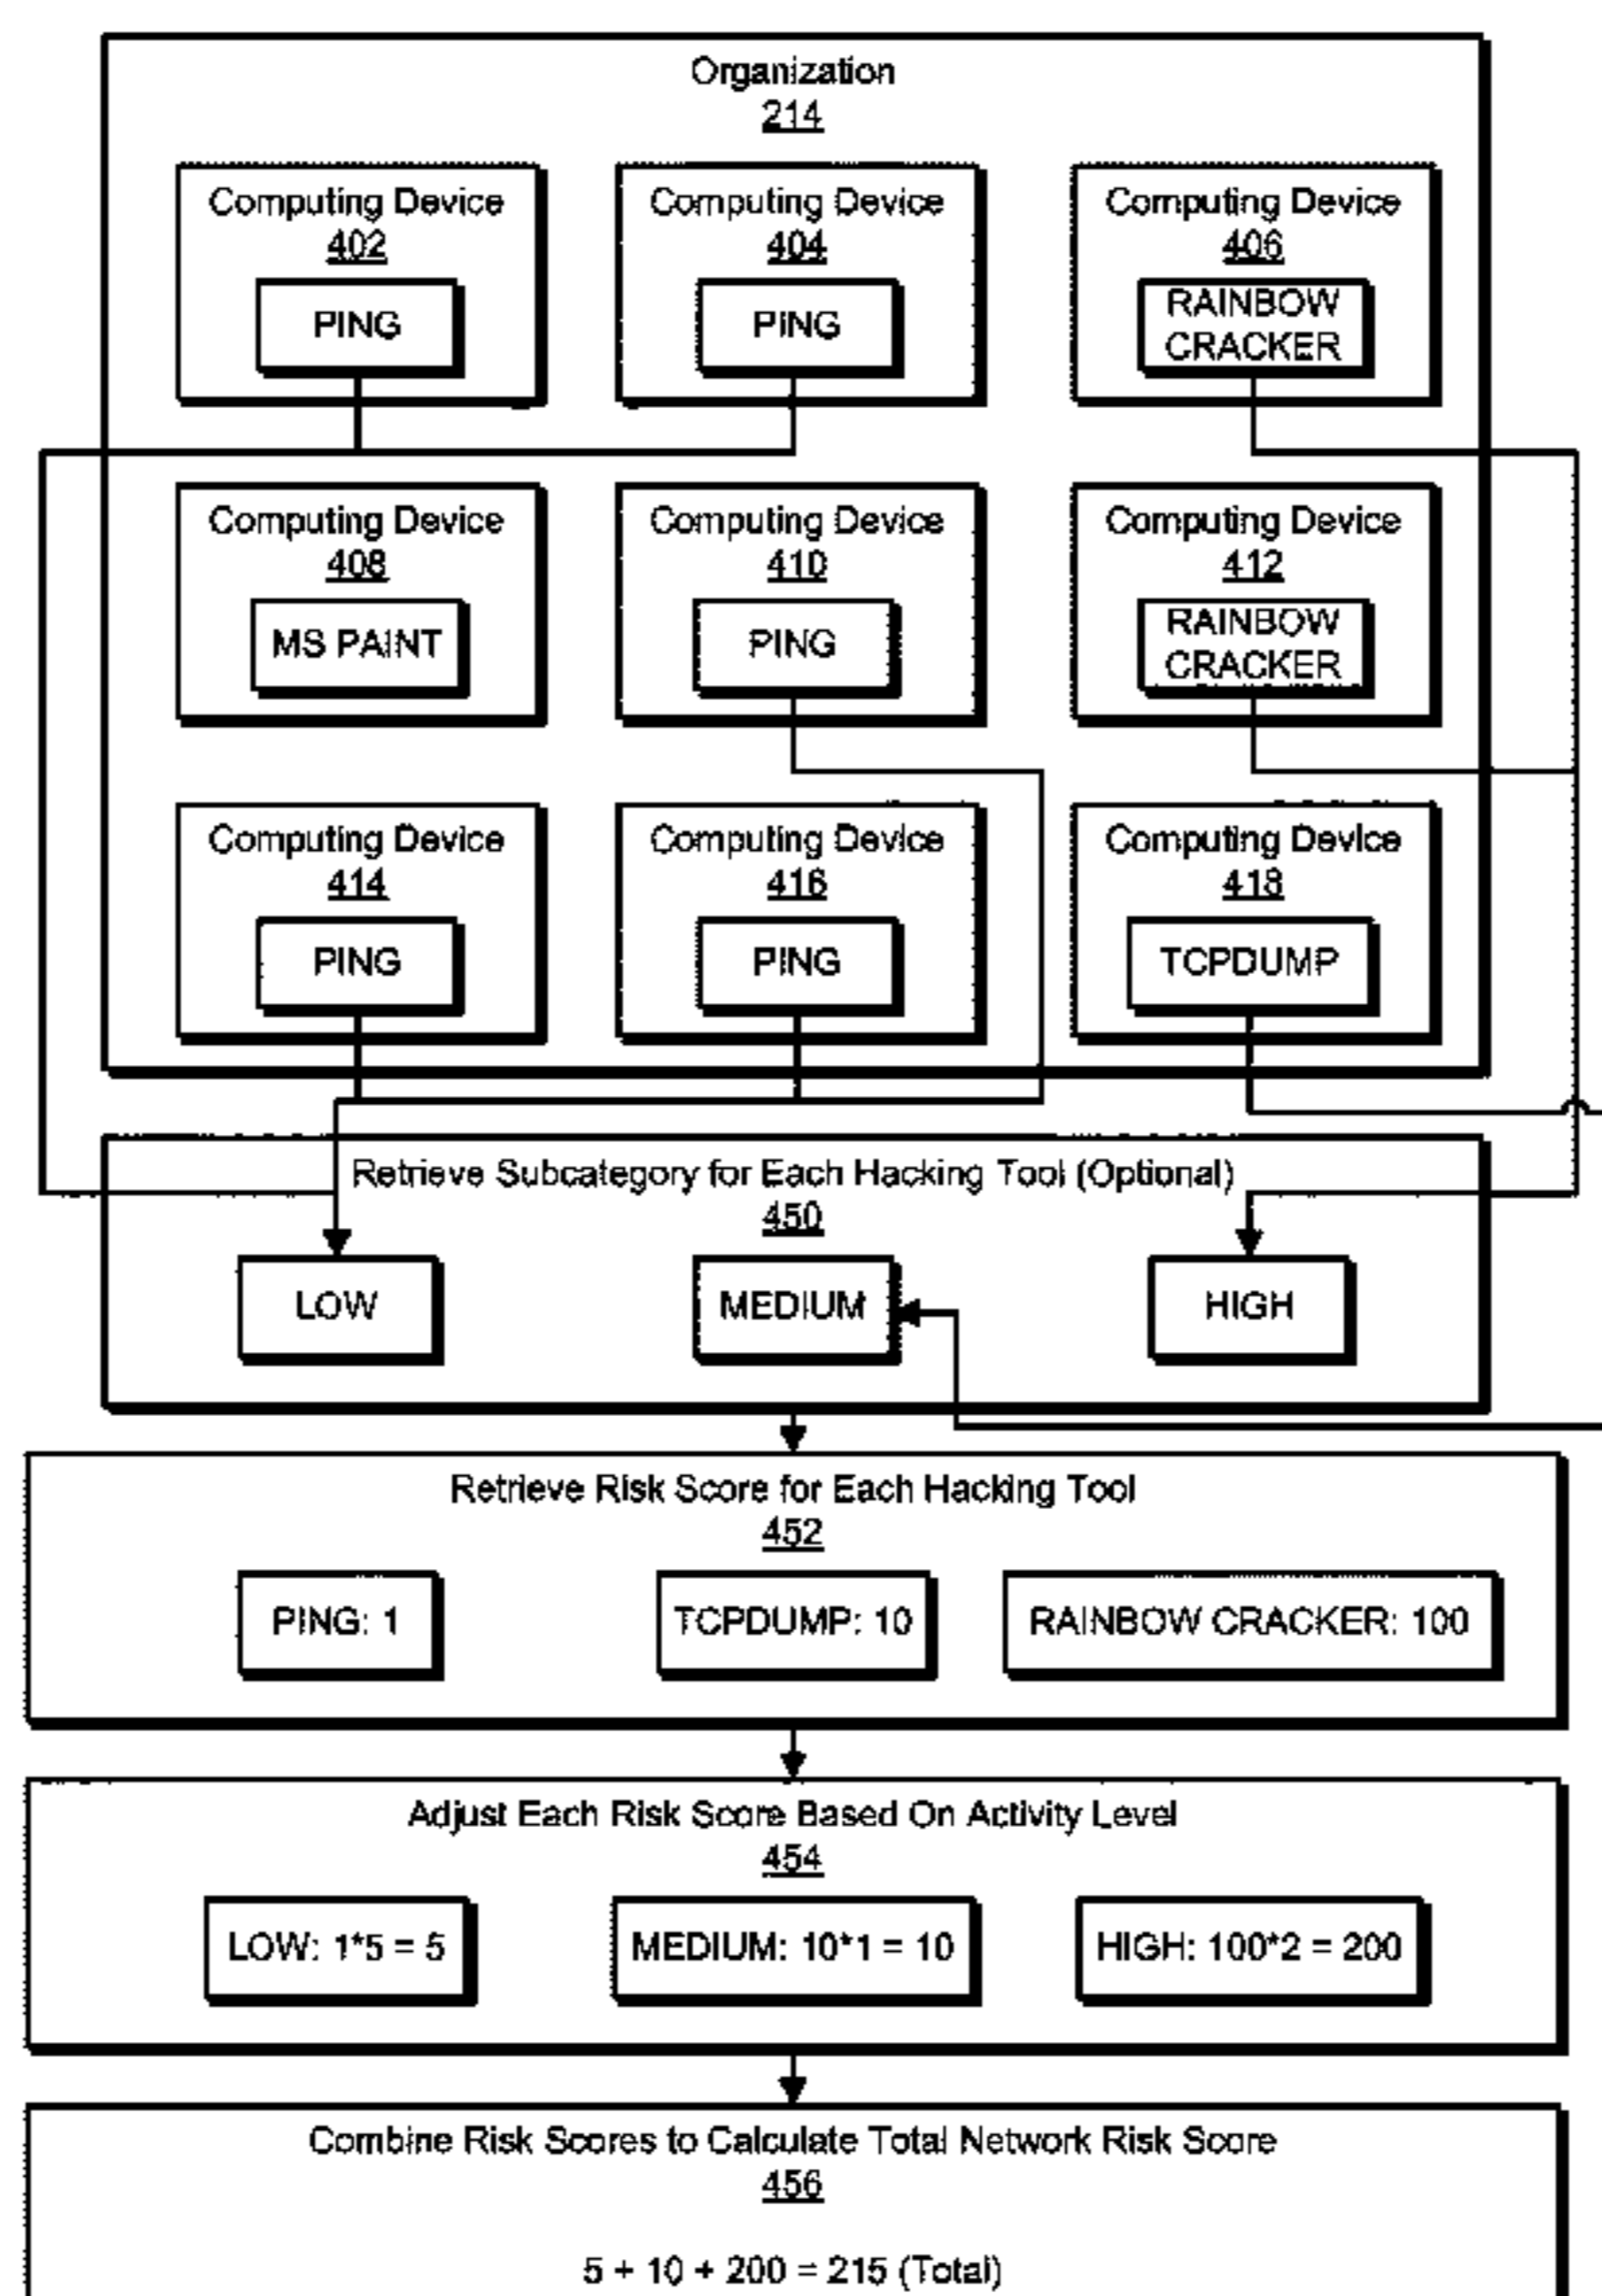 Organization
214
Computing Device
402
PING
Computing Device
404
PING
Computing Device
406
RAINBOW
CRACKER
Computing Device
408
MS PAINT
Computing Device
410
PING
Computing Device
412
RAINBOW
CRACKER
Computing Device
414
PING
Computing Device
416
PING
Computing Device
418
TCPDUMP
Retrieve Subcategory for Each Hacking Tool (Optional)
450
LOW
MEDIUM
HIGH
Retrieve Risk Score for Each Hacking Tool
452
PING: 1
TCPDUMP: 10
RAINBOW CRACKER: 100
Adjust Each Risk Score Based On Activity Level
454
LOW: 1*5 = 5
MEDIUM: 10*1 = 10
HIGH: 100*2 = 200
Combine Risk Scores to Calculate Total Network Risk Score
456
5 + 10 + 200 = 215 (Total)